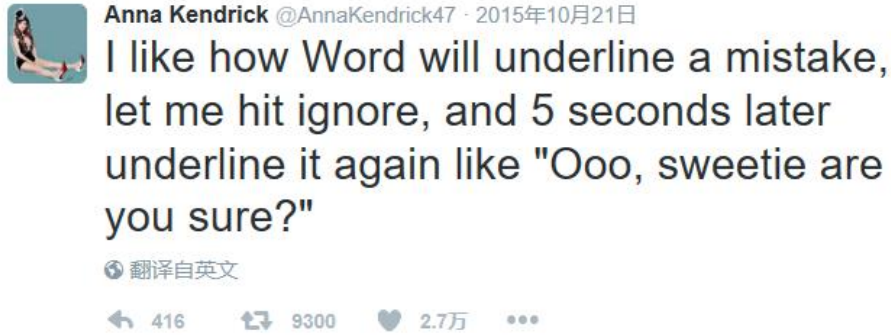 Anna Kendrick @AnnaKendrick47 · 2015年10月21日
I like how Word will underline a mistake,
let me hit ignore, and 5 seconds later
underline it again like "Ooo, sweetie are
you sure?"
翻译自英文
416 9300 2.7万